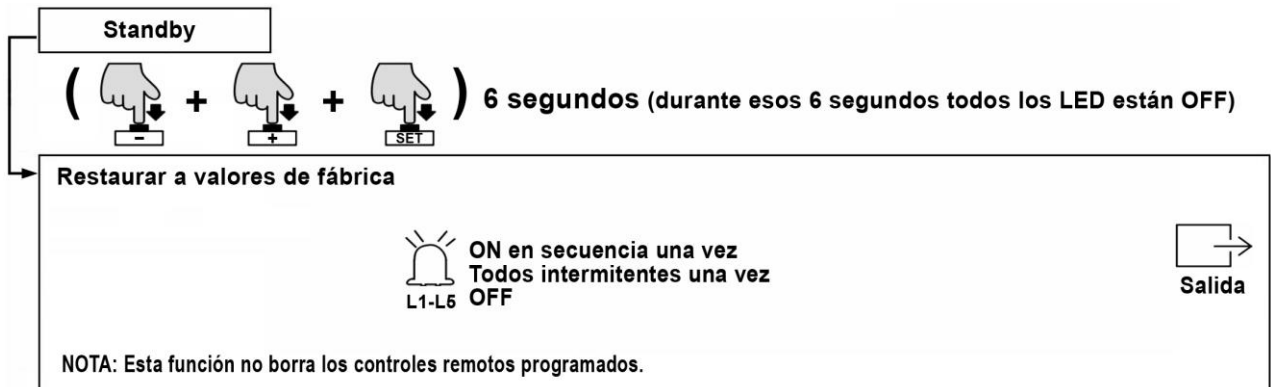 Standby
( - + + + SET ) 6 segundos (durante esos 6 segundos todos los LED están OFF)
Restaurar a valores de fábrica
ON en secuencia una vez
Todos intermitentes una vez
L1-L5 OFF
Salida
NOTA: Esta función no borra los controles remotos programados.